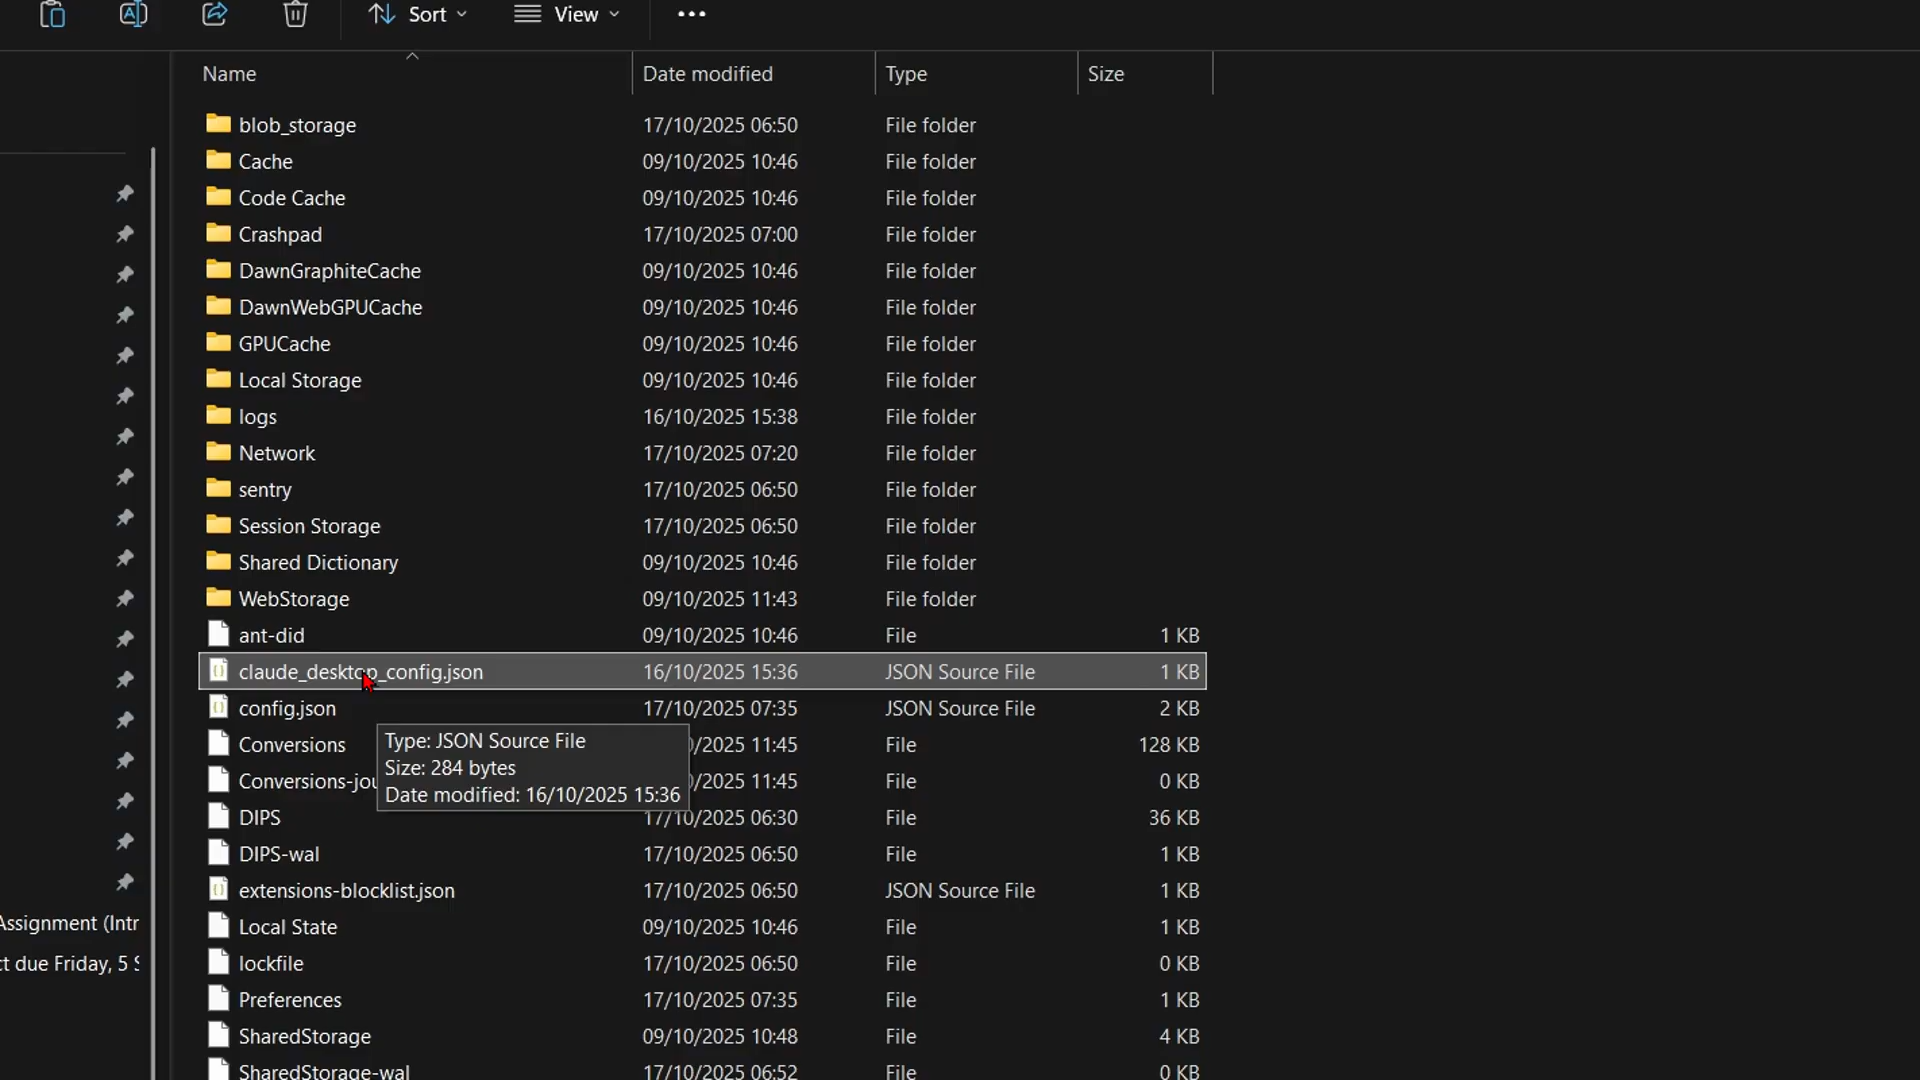 Sort View
Name Date modified Type Size
blob_storage 17/10/2025 06:50 File folder
Cache 09/10/2025 10:46 File folder
Code Cache 09/10/2025 10:46 File folder
Crashpad 17/10/2025 07:00 File folder
DawnGraphiteCache 09/10/2025 10:46 File folder
DawnWebGPUCache 09/10/2025 10:46 File folder
GPUCache 09/10/2025 10:46 File folder
Local Storage 09/10/2025 10:46 File folder
logs 16/10/2025 15:38 File folder
Network 17/10/2025 07:20 File folder
sentry 17/10/2025 06:50 File folder
Session Storage 17/10/2025 06:50 File folder
Shared Dictionary 09/10/2025 10:46 File folder
WebStorage 09/10/2025 11:43 File folder
ant-did 09/10/2025 10:46 File 1 KB
claude_desktop_config.json 16/10/2025 15:36 JSON Source File 1 KB
config.json 17/10/2025 07:35 JSON Source File 2 KB
Type: JSON Source File
Size: 284 bytes
Date modified: 16/10/2025 15:36
Conversions /2025 11:45 File 128 KB
Conversions-jou /2025 11:45 File 0 KB
DIPS 17/10/2025 06:30 File 36 KB
DIPS-wal 17/10/2025 06:50 File 1 KB
extensions-blocklist.json 17/10/2025 06:50 JSON Source File 1 KB
Assignment (Intr
Local State 09/10/2025 10:46 File 1 KB
ct due Friday, 5 S
lockfile 17/10/2025 06:50 File 0 KB
Preferences 17/10/2025 07:35 File 1 KB
SharedStorage 09/10/2025 10:48 File 4 KB
SharedStorage-wal 17/10/2025 06:52 File 0 KB